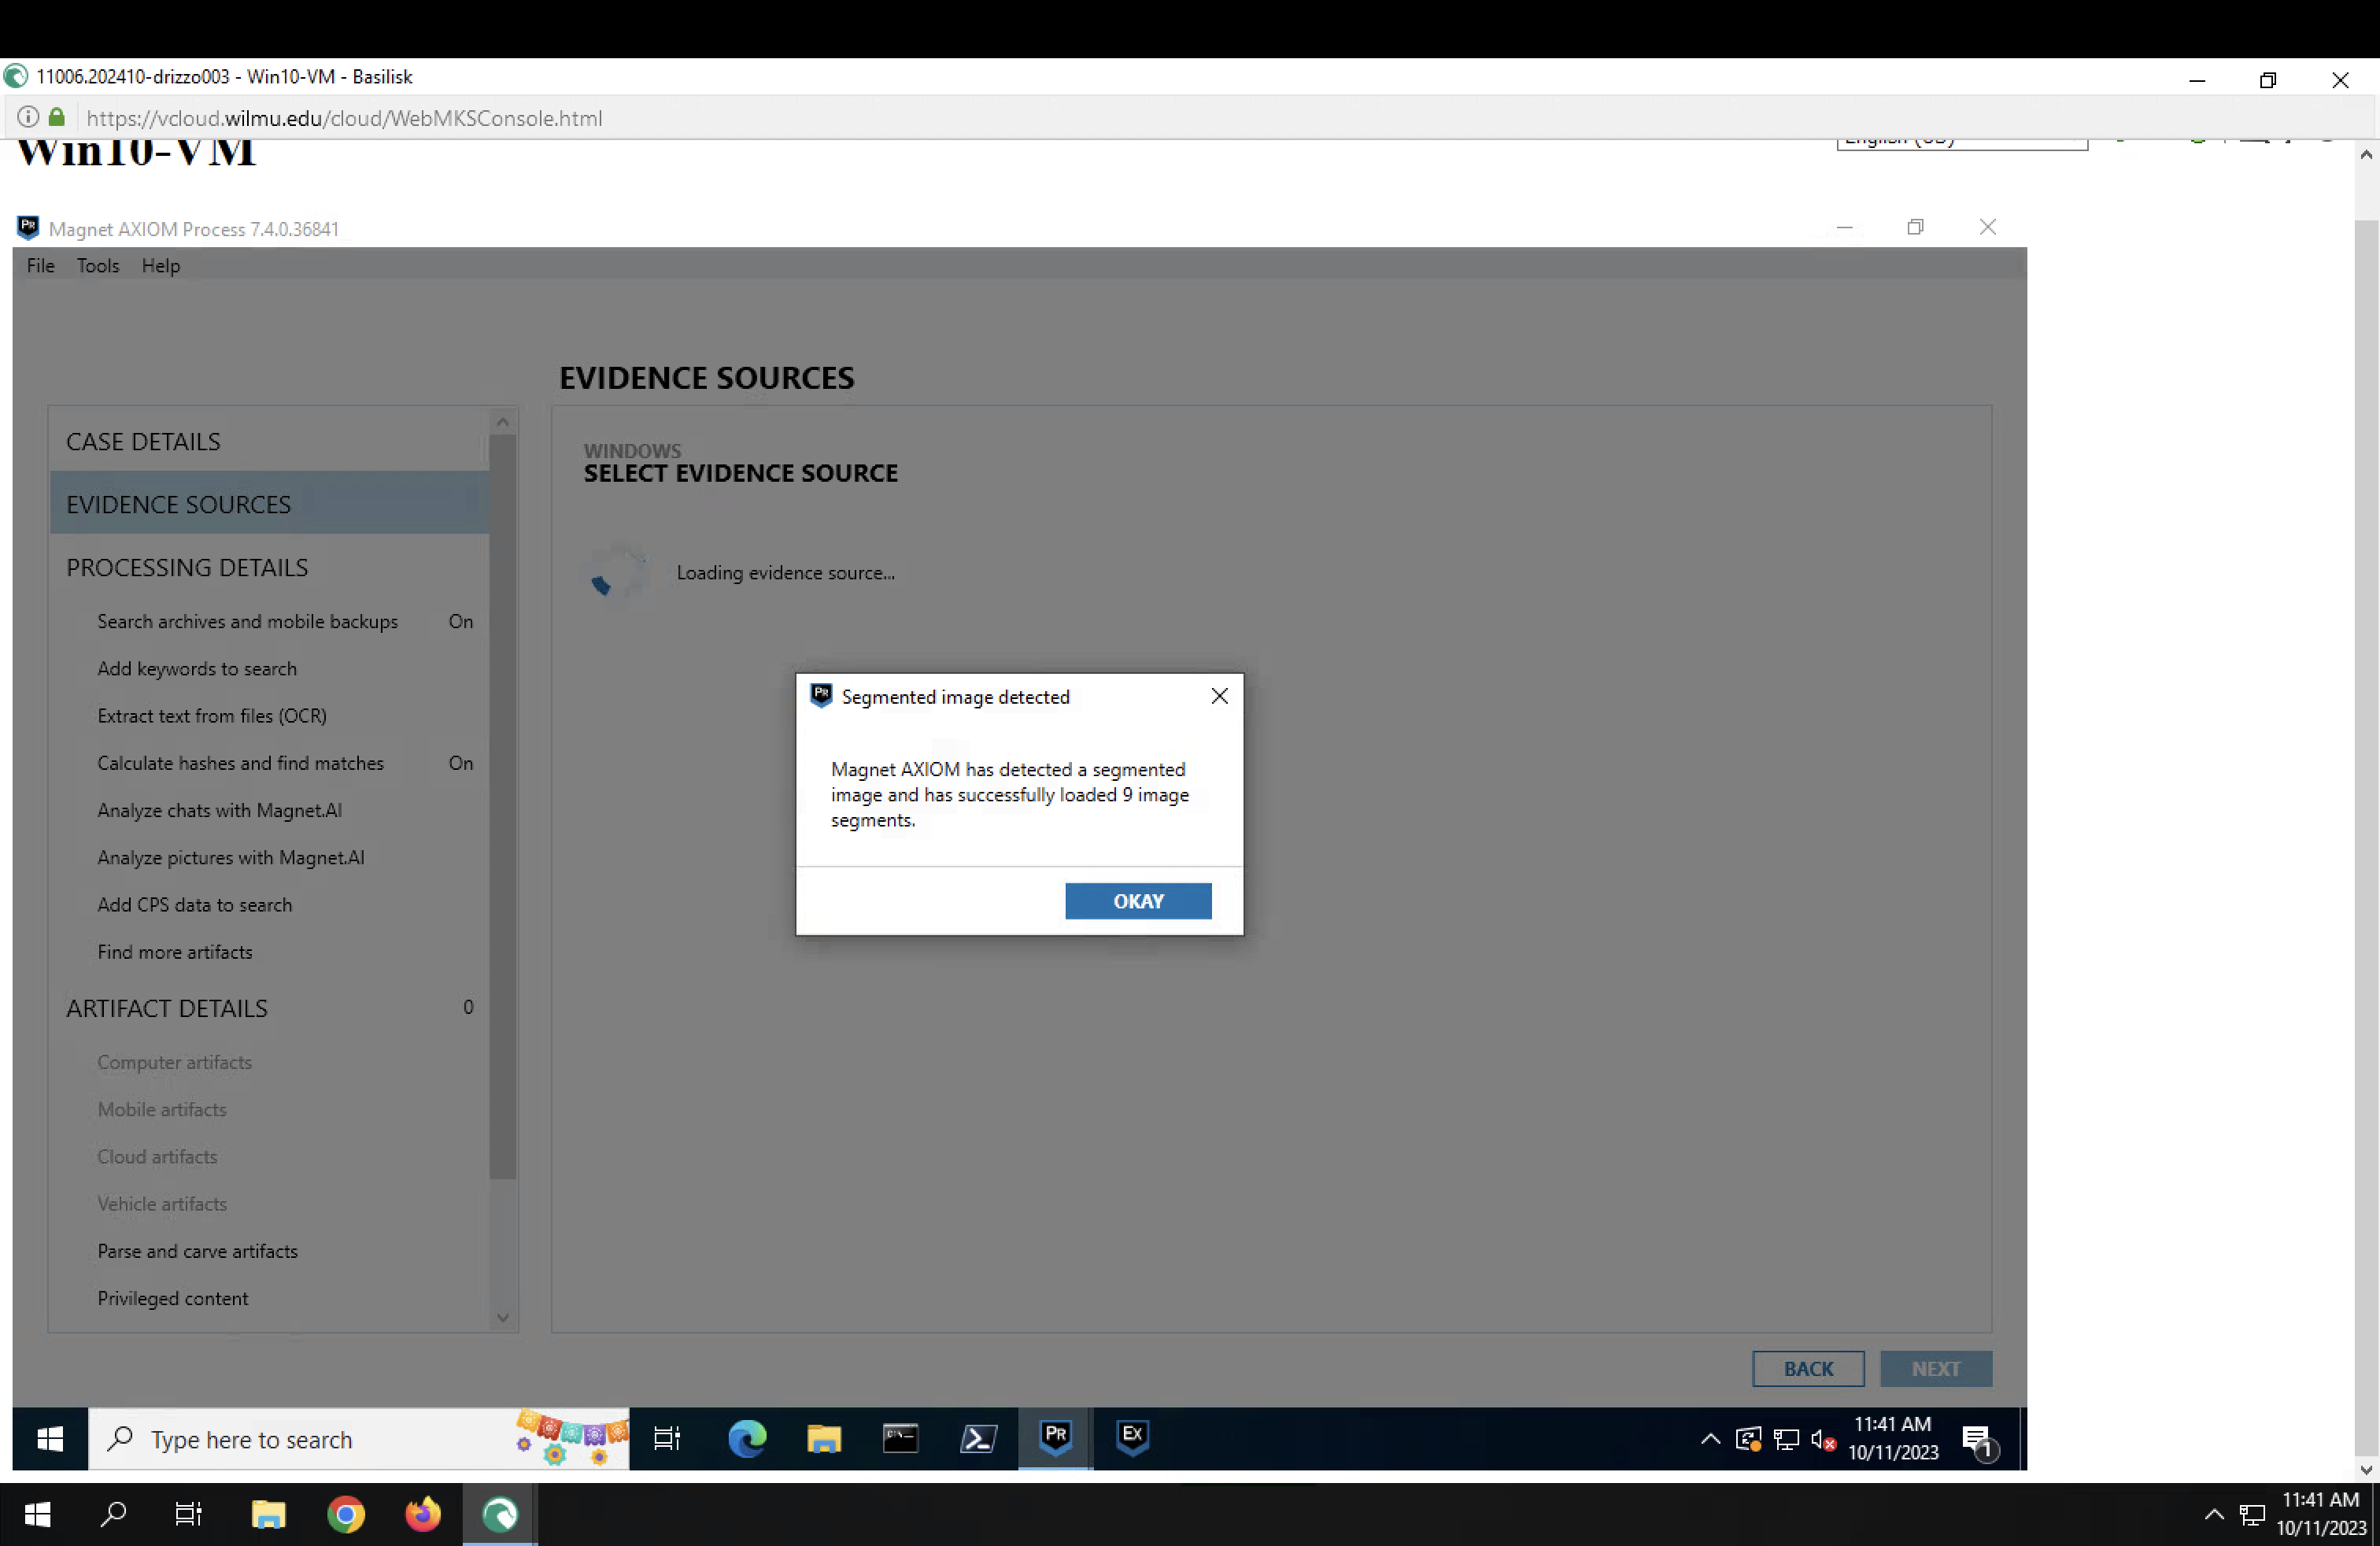 11006.202410-drizzo003 - Win10-VM - Basilisk
https://vcloud.wilmu.edu/cloud/WebMKSConsole.html
Win10-VM
English (US)
Magnet AXIOM Process 7.4.0.36841
File Tools Help
EVIDENCE SOURCES
CASE DETAILS
EVIDENCE SOURCES
PROCESSING DETAILS
Search archives and mobile backups On
Add keywords to search
Extract text from files (OCR)
Calculate hashes and find matches On
Analyze chats with Magnet.AI
Analyze pictures with Magnet.AI
Add CPS data to search
Find more artifacts
ARTIFACT DETAILS 0
Computer artifacts
Mobile artifacts
Cloud artifacts
Vehicle artifacts
Parse and carve artifacts
Privileged content
WINDOWS
SELECT EVIDENCE SOURCE
Loading evidence source...
Segmented image detected
Magnet AXIOM has detected a segmented
image and has successfully loaded 9 image
segments.
OKAY
BACK NEXT
Type here to search
PR
EX
11:41 AM
10/11/2023
1
11:41 AM
10/11/2023